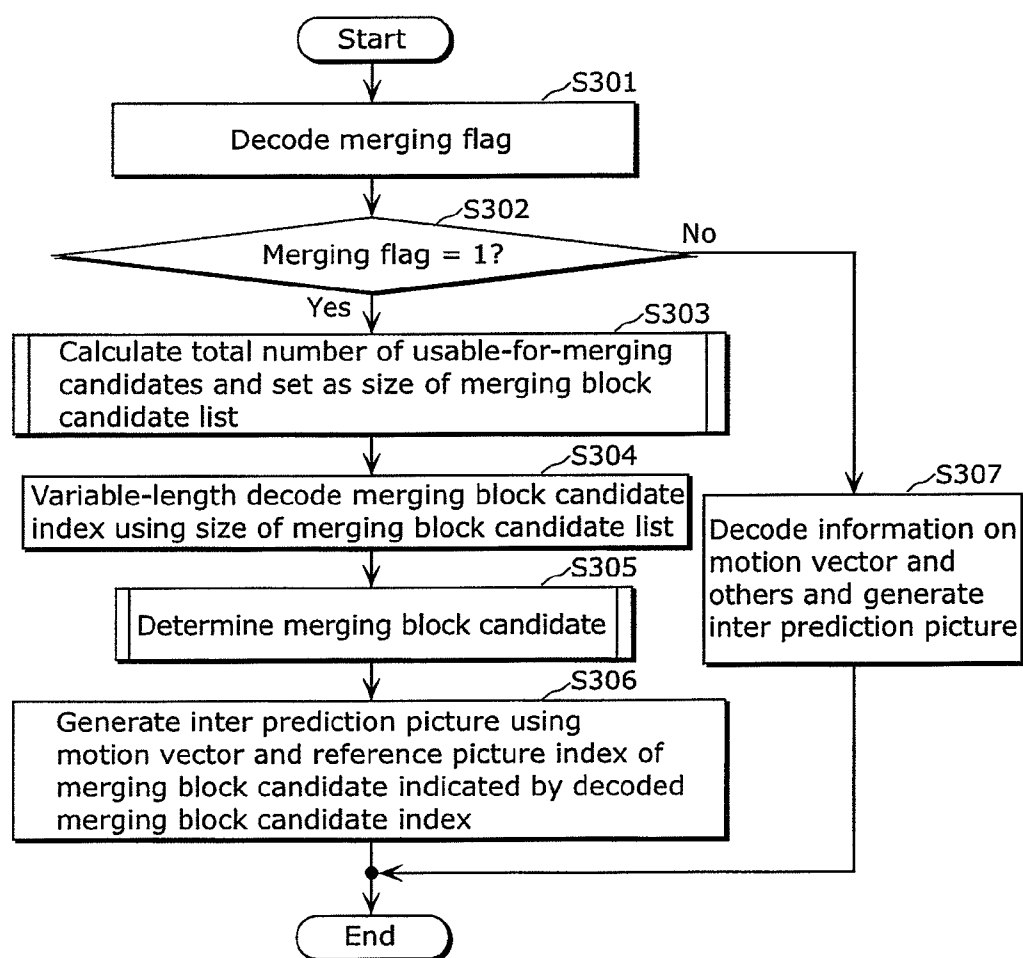 Start
S301
Decode merging flag
S302
Merging flag = 1?
No
Yes
S303
Calculate total number of usable-for-merging
candidates and set as size of merging block
candidate list
S304
Variable-length decode merging block candidate
index using size of merging block candidate list
S307
Decode information on
motion vector and
others and generate
inter prediction picture
S305
Determine merging block candidate
S306
Generate inter prediction picture using
motion vector and reference picture index of
merging block candidate indicated by decoded
merging block candidate index
End